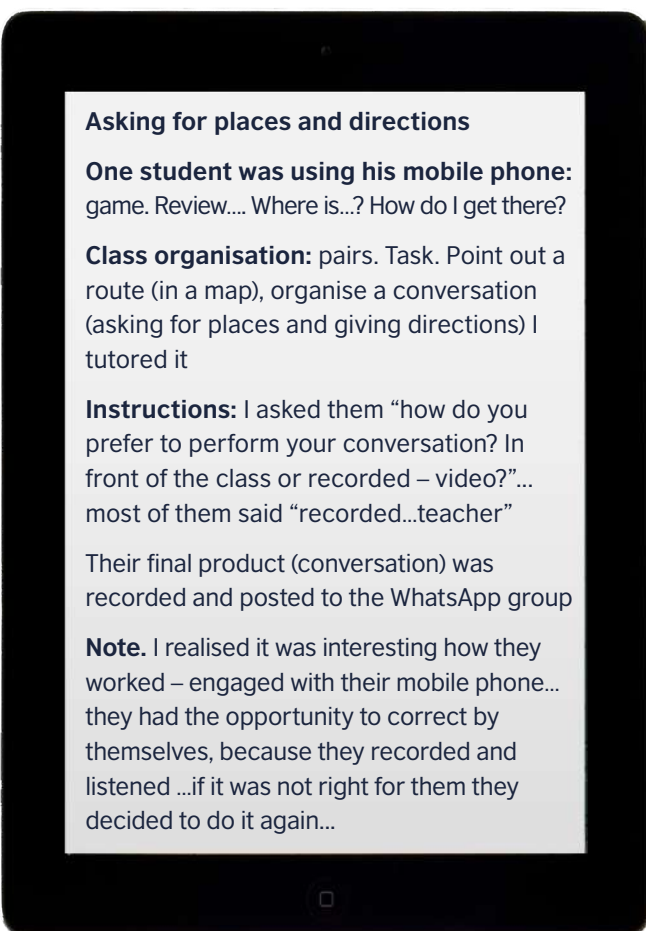 Asking for places and directions
One student was using his mobile phone:
game. Review.... Where is...? How do I get there?
Class organisation: pairs. Task. Point out a
route (in a map), organise a conversation
(asking for places and giving directions) I
tutored it
Instructions: I asked them “how do you
prefer to perform your conversation? In
front of the class or recorded – video?”...
most of them said “recorded...teacher”
Their final product (conversation) was
recorded and posted to the WhatsApp group
Note. I realised it was interesting how they
worked – engaged with their mobile phone...
they had the opportunity to correct by
themselves, because they recorded and
listened ...if it was not right for them they
decided to do it again...